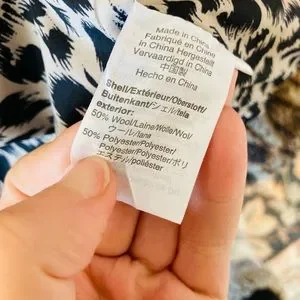 Made in China
Fabriqué en Chine
in China Hergestellt
Vervaardigd in China
中国製
Hecho en China
Shell/Extérieur/Oberstoff/
Buitenkant/シェル/tela
exterior:
50% Wool/Laine/Wolle/Wol/
ウール/lana
50% Polyester/Polyester/
Polyester/Polyester/ポリ
エステル/poliéster